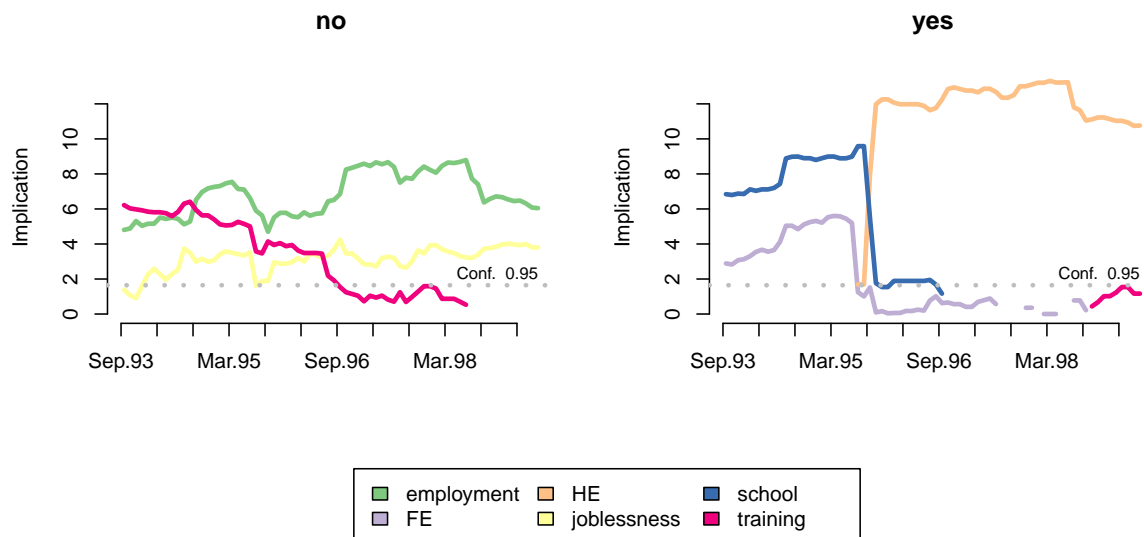 no
Implication
0 2 4 6 8 10
Conf. 0.95
Sep.93 Mar.95 Sep.96 Mar.98
yes
Implication
0 2 4 6 8 10
Conf. 0.95
Sep.93 Mar.95 Sep.96 Mar.98
employment HE school
FE joblessness training